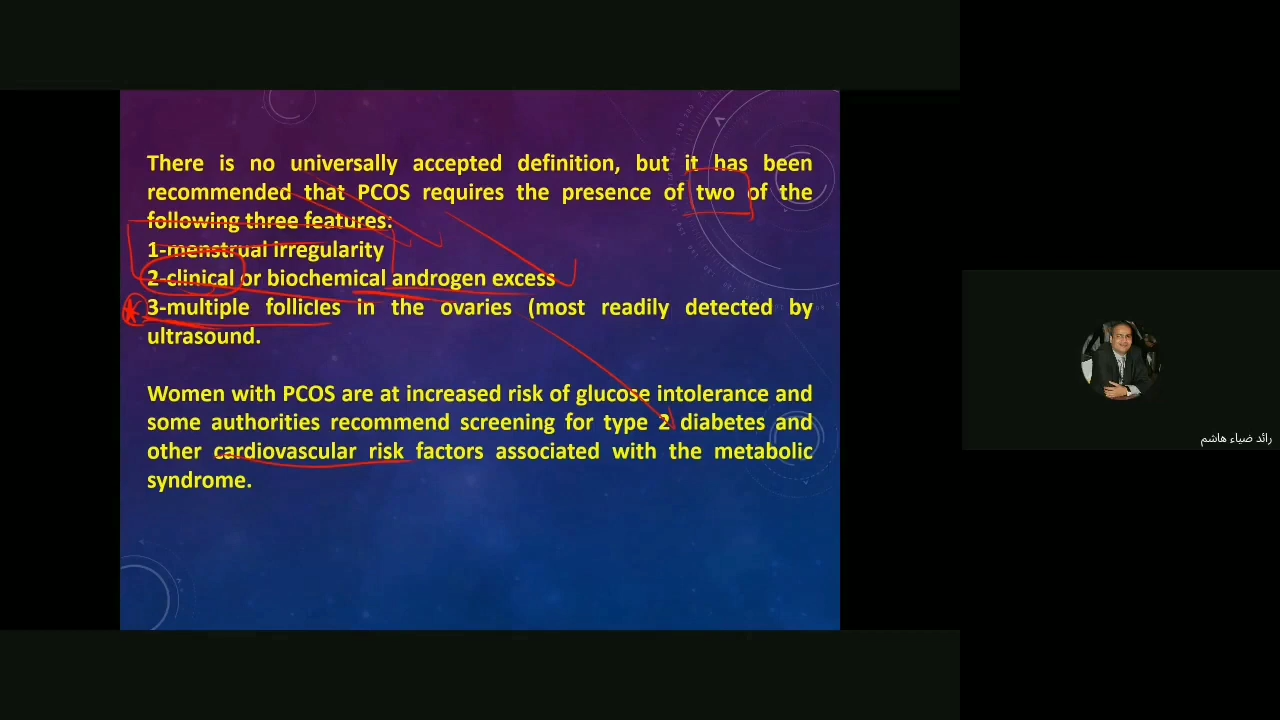 There is no universally accepted definition, but it has been
recommended that PCOS requires the presence of two of the
following three features:
1-menstrual irregularity
2-clinical or biochemical androgen excess
3-multiple follicles in the ovaries (most readily detected by
ultrasound.
Women with PCOS are at increased risk of glucose intolerance and
some authorities recommend screening for type 2 diabetes and
other cardiovascular risk factors associated with the metabolic
syndrome.
رائد ضياء هاشم